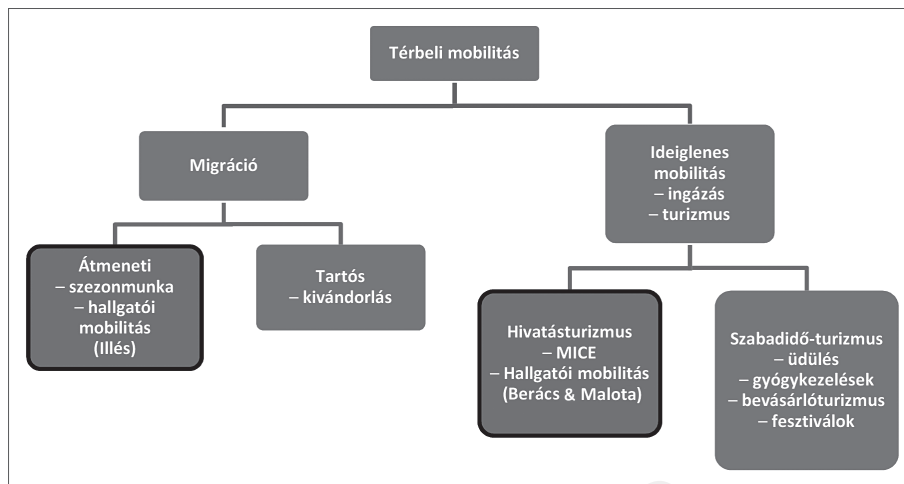 Térbeli mobilitás
Migráció
Ideiglenes
mobilitás
– ingázás
– turizmus
Átmeneti
– szezonmunka
– hallgatói
mobilitás
(Illés)
Tartós
– kivándorlás
Hivatásturizmus
– MICE
– Hallgatói mobilitás
(Berács & Malota)
Szabadidő-turizmus
– üdülés
– gyógykezelések
– bevásárlóturizmus
– fesztiválok